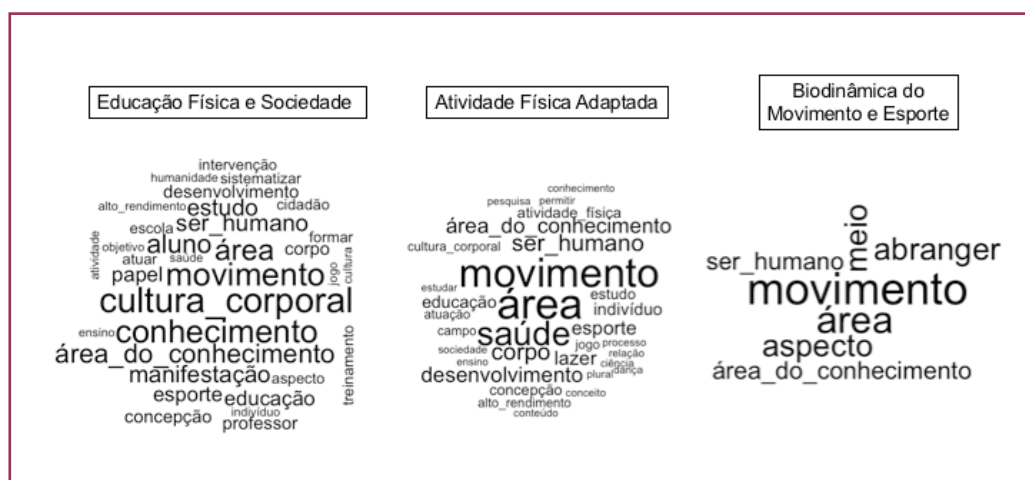 Educação Física e Sociedade
intervenção
humanidade sistematizar
desenvolvimento
alto_rendimento estudo cidadão
escola ser_humano
atividade objetivo aluno área corpo formar
atuar saúde
papel movimento jogo cultura
cultura_corporal
ensino conhecimento
área_do_conhecimento
manifestação aspecto treinamento
esporte educação
concepção indivíduo
professor
Atividade Física Adaptada
conhecimento
pesquisa permitir
atividade_física
área_do_conhecimento
cultura_corporal ser_humano
movimento
estudar área estudo
educação indivíduo
atuação
campo saúde esporte
sociedade corpo jogo processo
ensino lazer relação
ciência
desenvolvimento plural dança
concepção conceito
alto_rendimento
conteúdo
Biodinâmica do
Movimento e Esporte
ser_humano meio abranger
movimento
área
aspecto
área_do_conhecimento